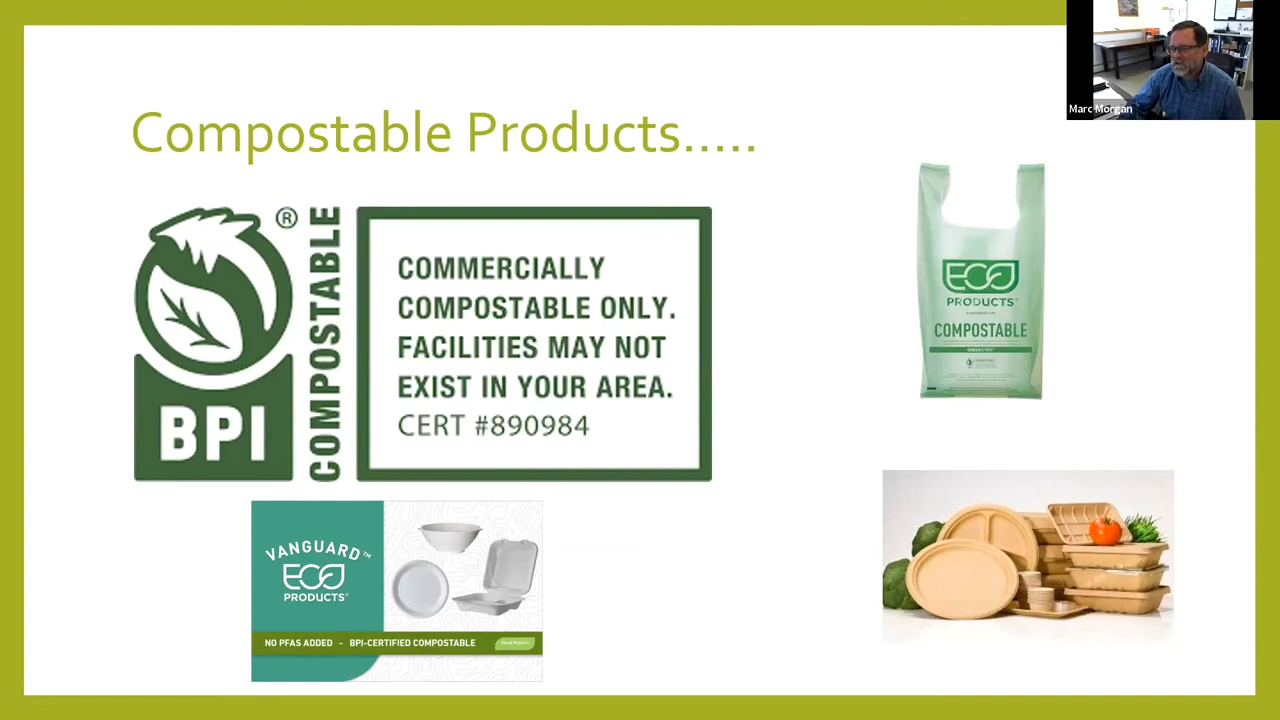 Marc Morgan
Compostable Products.....
®
COMPOSTABLE
BPI
COMMERCIALLY
COMPOSTABLE ONLY.
FACILITIES MAY NOT
EXIST IN YOUR AREA.
CERT #890984
ECO
PRODUCTS®
COMPOSTABLE
VANGUARD™
ECO
PRODUCTS®
NO PFAS ADDED - BPI-CERTIFIED COMPOSTABLE